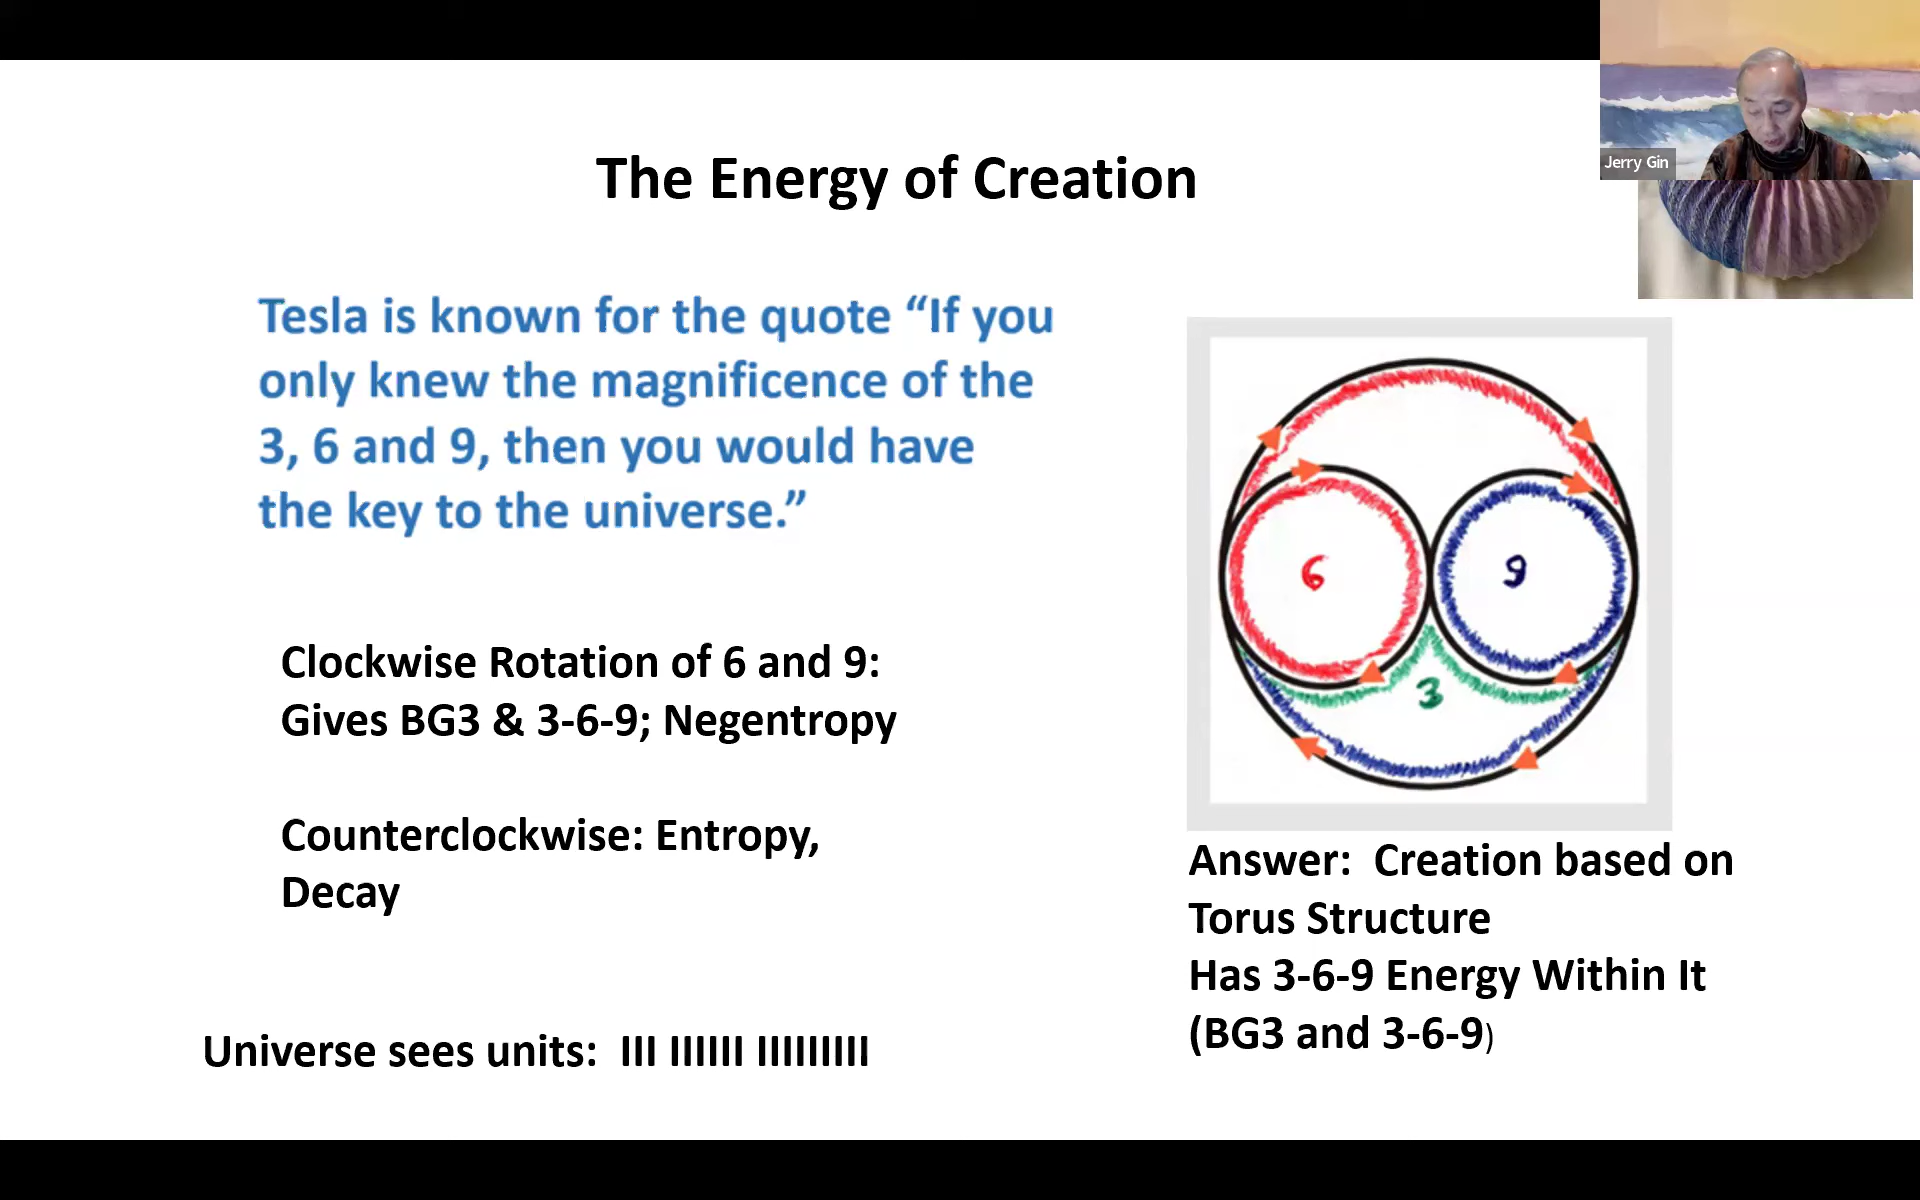 Jerry Gin
The Energy of Creation
Tesla is known for the quote “If you
only knew the magnificence of the
3, 6 and 9, then you would have
the key to the universe.”
Clockwise Rotation of 6 and 9:
Gives BG3 & 3-6-9; Negentropy
Counterclockwise: Entropy,
Decay
Universe sees units:  III IIIIII IIIIIIIII
6
9
3
Answer:  Creation based on
Torus Structure
Has 3-6-9 Energy Within It
(BG3 and 3-6-9)